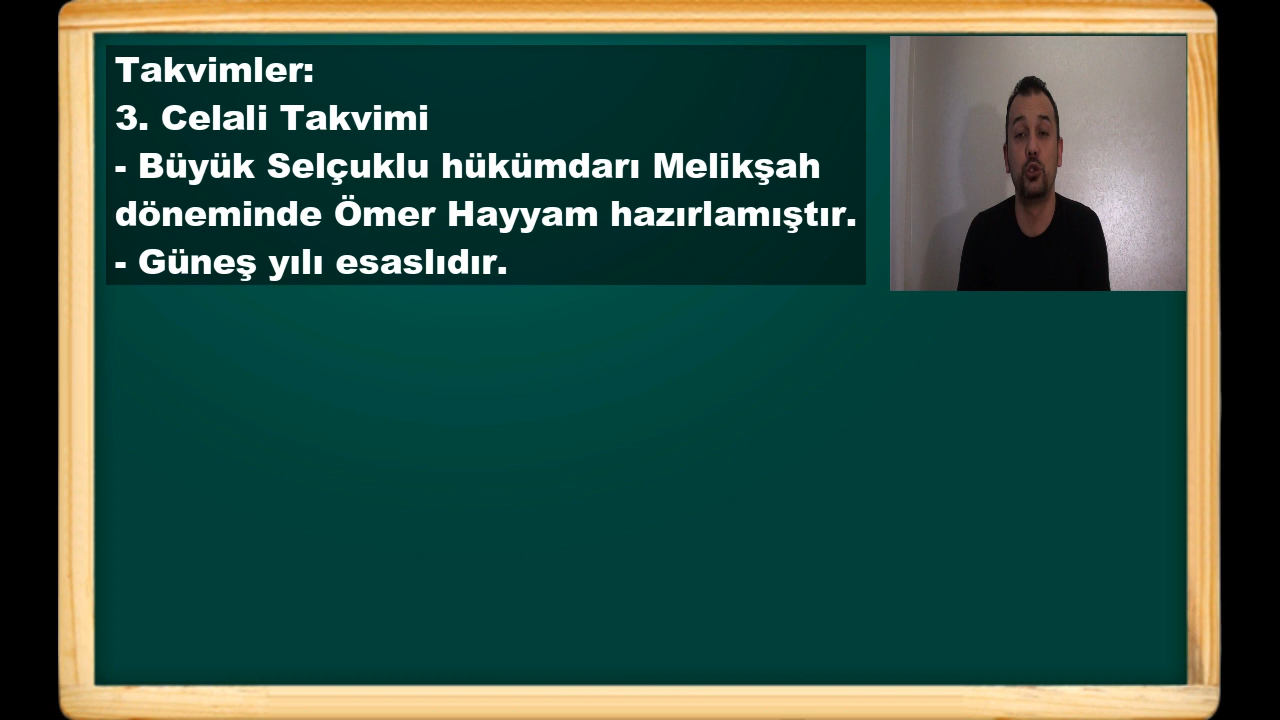 Takvimler:
3. Celali Takvimi
- Büyük Selçuklu hükümdarı Melikşah
döneminde Ömer Hayyam hazırlamıştır.
- Güneş yılı esaslıdır.